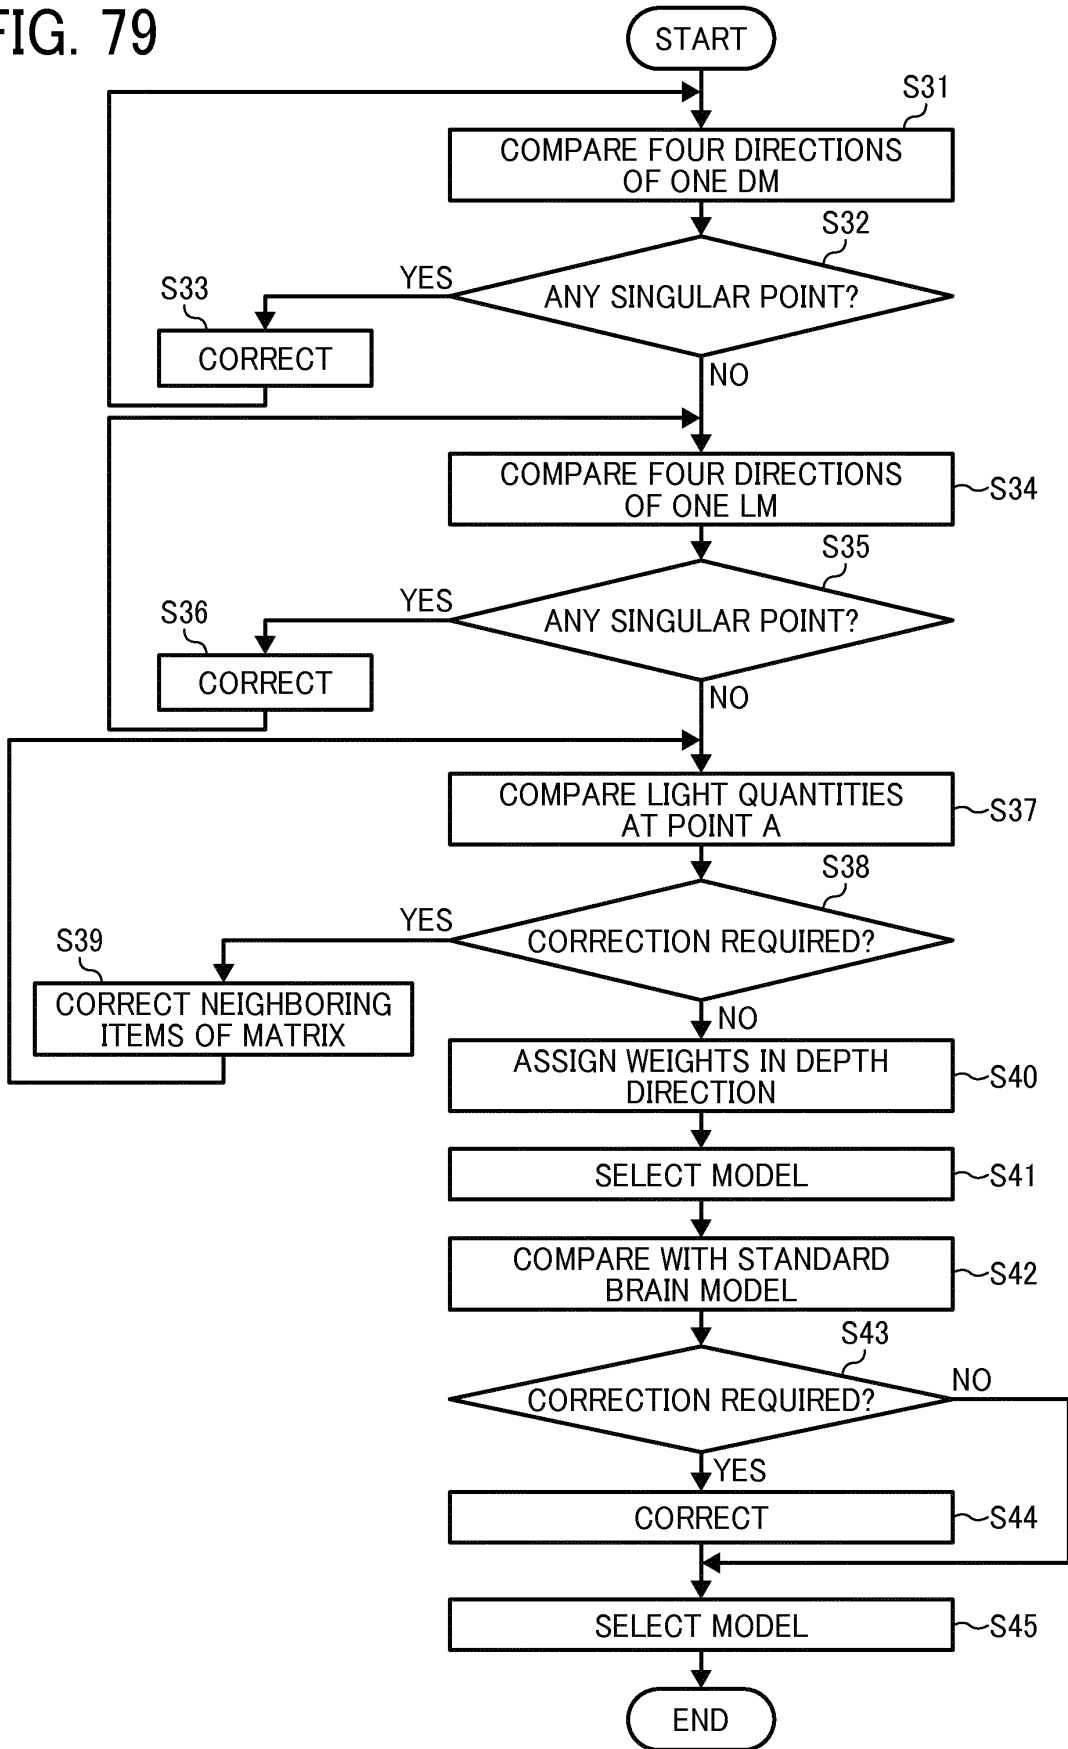 FIG. 79
START
S31
COMPARE FOUR DIRECTIONS
OF ONE DM
S32
YES
ANY SINGULAR POINT?
S33
CORRECT
NO
COMPARE FOUR DIRECTIONS
OF ONE LM
S34
S35
YES
ANY SINGULAR POINT?
S36
CORRECT
NO
COMPARE LIGHT QUANTITIES
AT POINT A
S37
S38
YES
CORRECTION REQUIRED?
S39
CORRECT NEIGHBORING
ITEMS OF MATRIX
NO
ASSIGN WEIGHTS IN DEPTH
DIRECTION
S40
SELECT MODEL
S41
COMPARE WITH STANDARD
BRAIN MODEL
S42
S43
NO
CORRECTION REQUIRED?
YES
CORRECT
S44
SELECT MODEL
S45
END